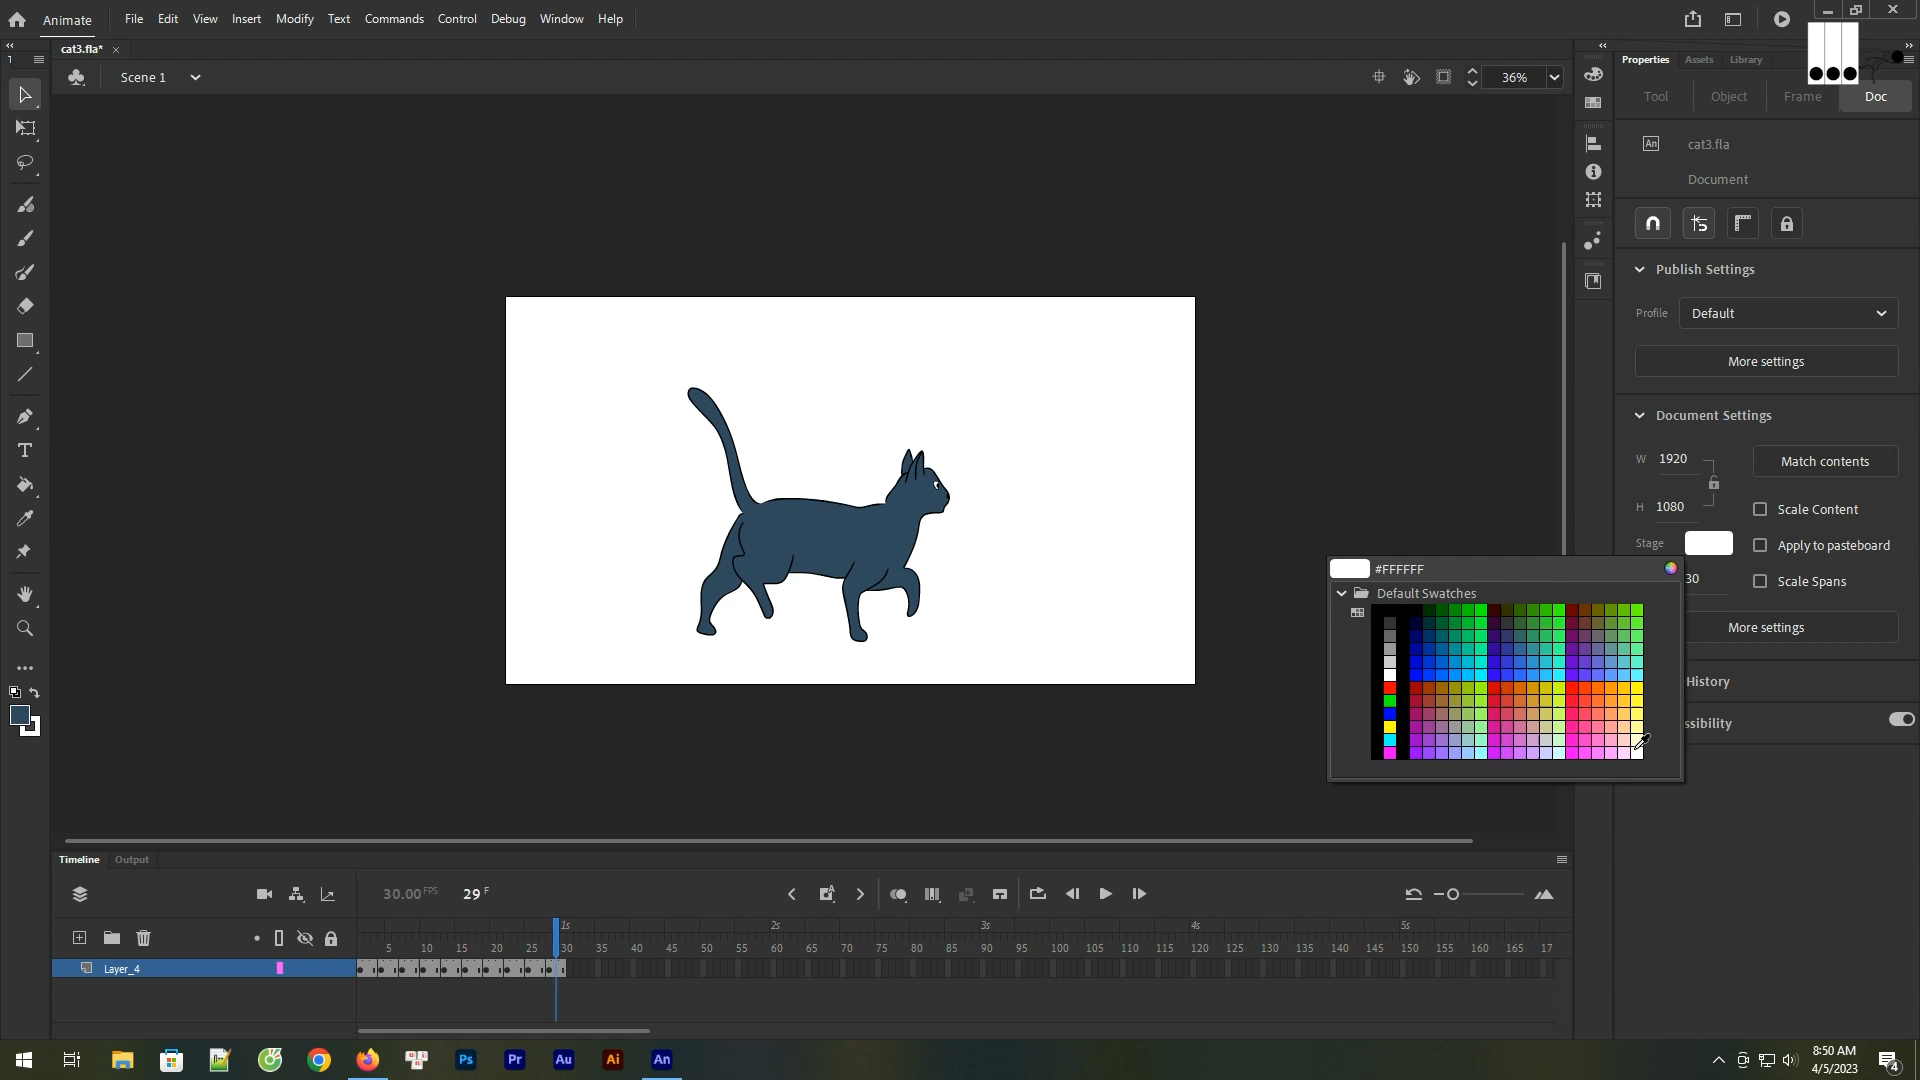 Animate File Edit View Insert Modify Text Commands Control Debug Window Help
cat3.fla*
Scene 1
36%
Properties Assets Library
Tool Object Frame Doc
An cat3.fla
Document
Publish Settings
Profile Default
More settings
Document Settings
W 1920 Match contents
H 1080 Scale Content
Stage Apply to pasteboard
30 Scale Spans
#FFFFFF
Default Swatches
More settings
History
ssibility
Timeline Output
30.00 FPS 29 F
1s 2s 3s 4s 5s
5 10 15 20 25 30 35 40 45 50 55 60 65 70 75 80 85 90 95 100 105 110 115 120 125 130 135 140 145 150 155 160 165 17
Layer_4
Ps Pr Au Ai An
8:50 AM
4/5/2023
4